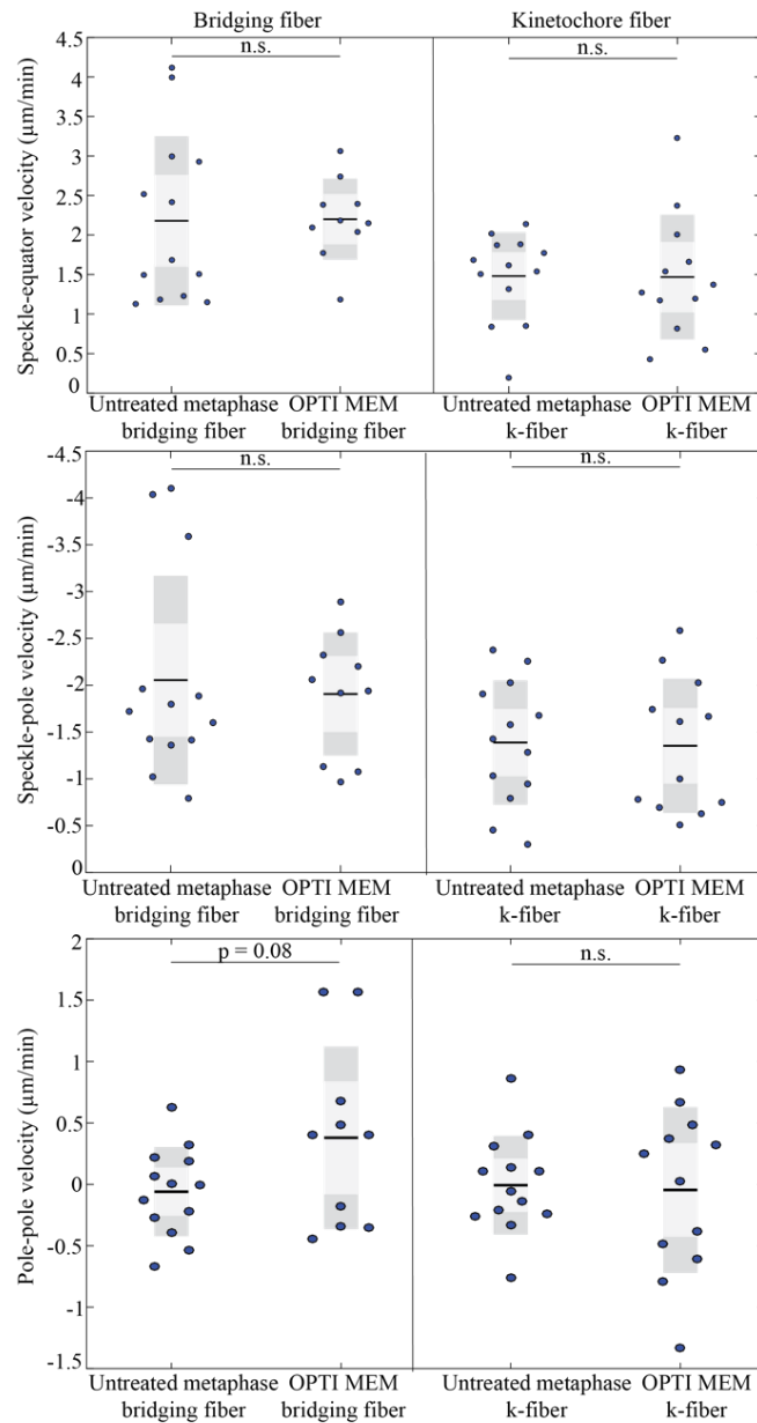 Bridging fiber
Kinetochore fiber
Speckle-equator velocity (μm/min)
4.5
4
3.5
3
2.5
2
1.5
1
0.5
0
n.s.
n.s.
Untreated metaphase
bridging fiber
OPTI MEM
bridging fiber
Untreated metaphase
k-fiber
OPTI MEM
k-fiber
Speckle-pole velocity (μm/min)
-4.5
-4
-3.5
-3
-2.5
-2
-1.5
-1
-0.5
0
n.s.
n.s.
Untreated metaphase
bridging fiber
OPTI MEM
bridging fiber
Untreated metaphase
k-fiber
OPTI MEM
k-fiber
Pole-pole velocity (μm/min)
2
1.5
1
0.5
0
-0.5
-1
-1.5
p = 0.08
n.s.
Untreated metaphase
bridging fiber
OPTI MEM
bridging fiber
Untreated metaphase
k-fiber
OPTI MEM
k-fiber